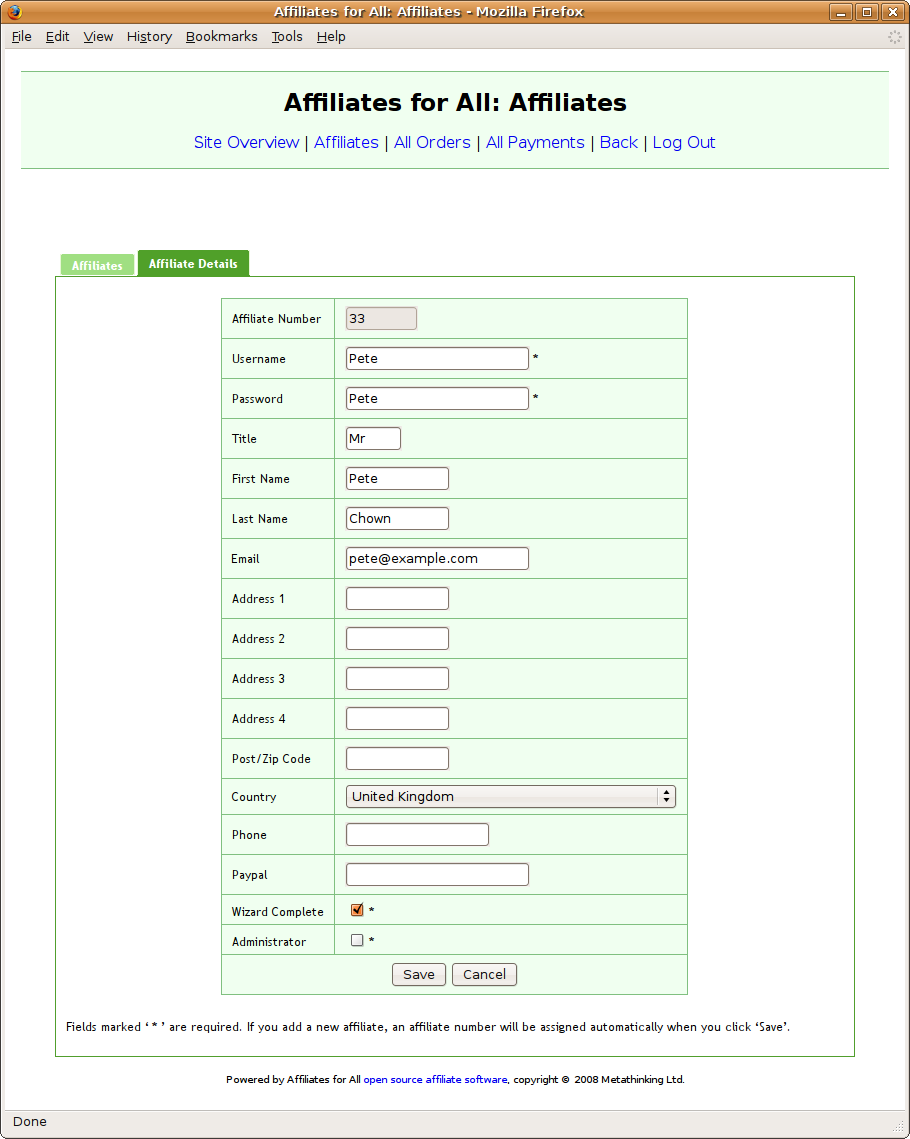 Affiliates for All: Affiliates - Mozilla Firefox
File Edit View History Bookmarks Tools Help
Affiliates for All: Affiliates
Site Overview | Affiliates | All Orders | All Payments | Back | Log Out
Affiliates Affiliate Details
Affiliate Number 33
Username Pete *
Password Pete *
Title Mr
First Name Pete
Last Name Chown
Email pete@example.com
Address 1
Address 2
Address 3
Address 4
Post/Zip Code
Country United Kingdom
Phone
Paypal
Wizard Complete *
Administrator *
Save Cancel
Fields marked ‘*’ are required. If you add a new affiliate, an affiliate number will be assigned automatically when you click ‘Save’.
Powered by Affiliates for All open source affiliate software, copyright © 2008 Metathinking Ltd.
Done